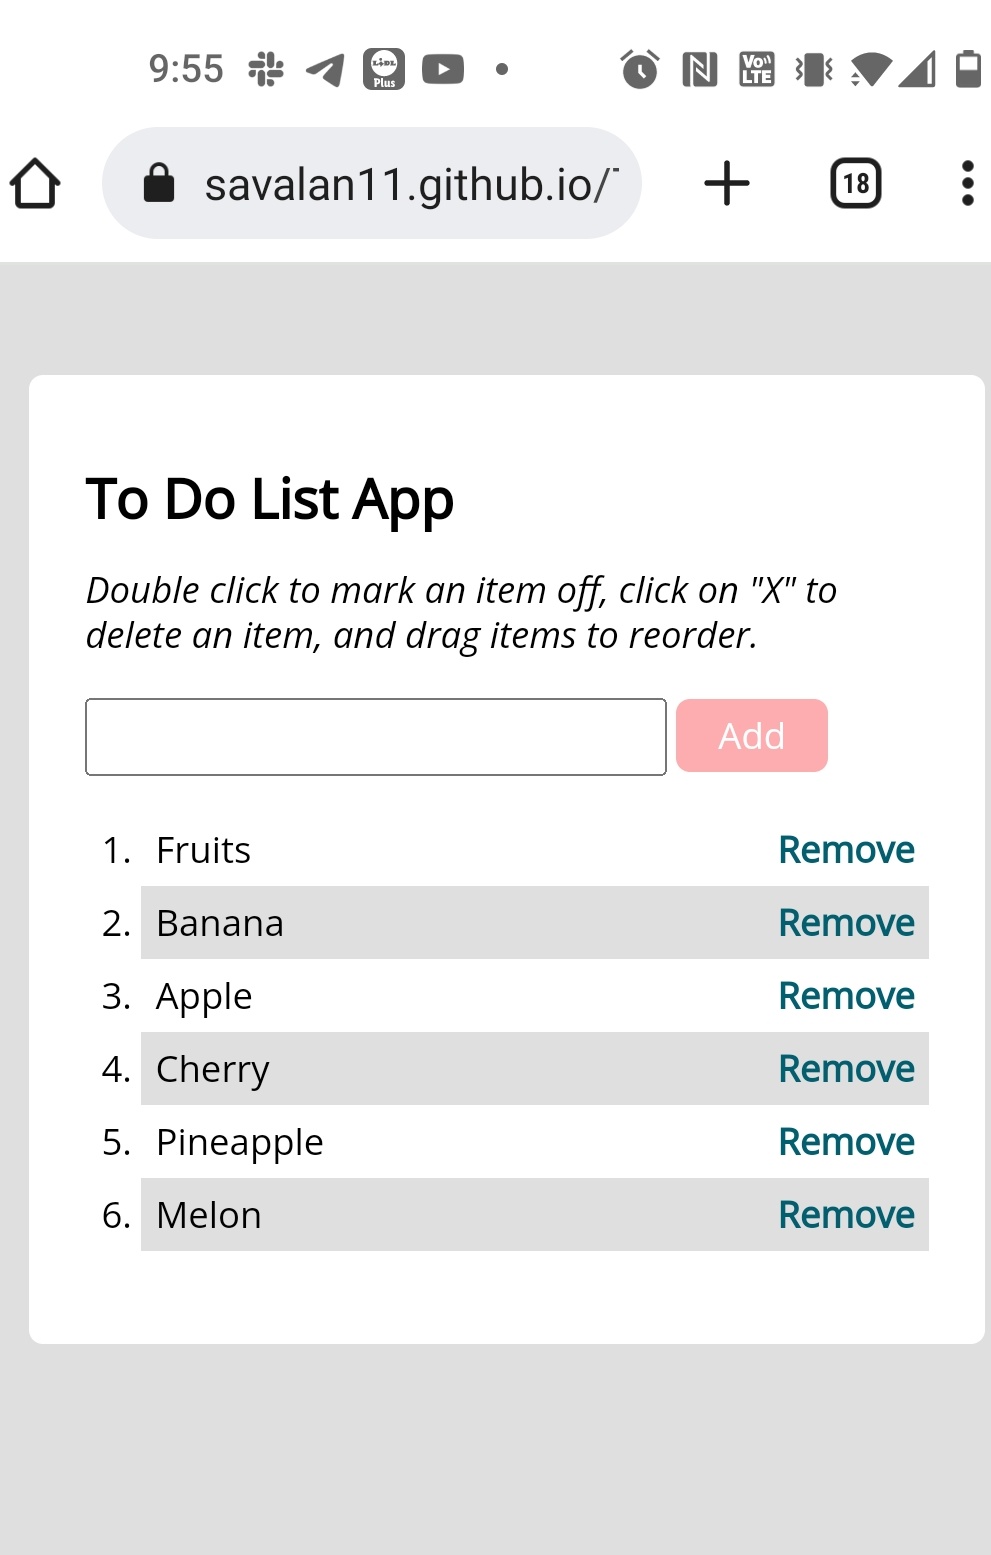 9:55
LiDL
Plus
Vo
LTE
savalan11.github.io/
18
To Do List App
Double click to mark an item off, click on "X" to
delete an item, and drag items to reorder.
Add
1. Fruits Remove
2. Banana Remove
3. Apple Remove
4. Cherry Remove
5. Pineapple Remove
6. Melon Remove